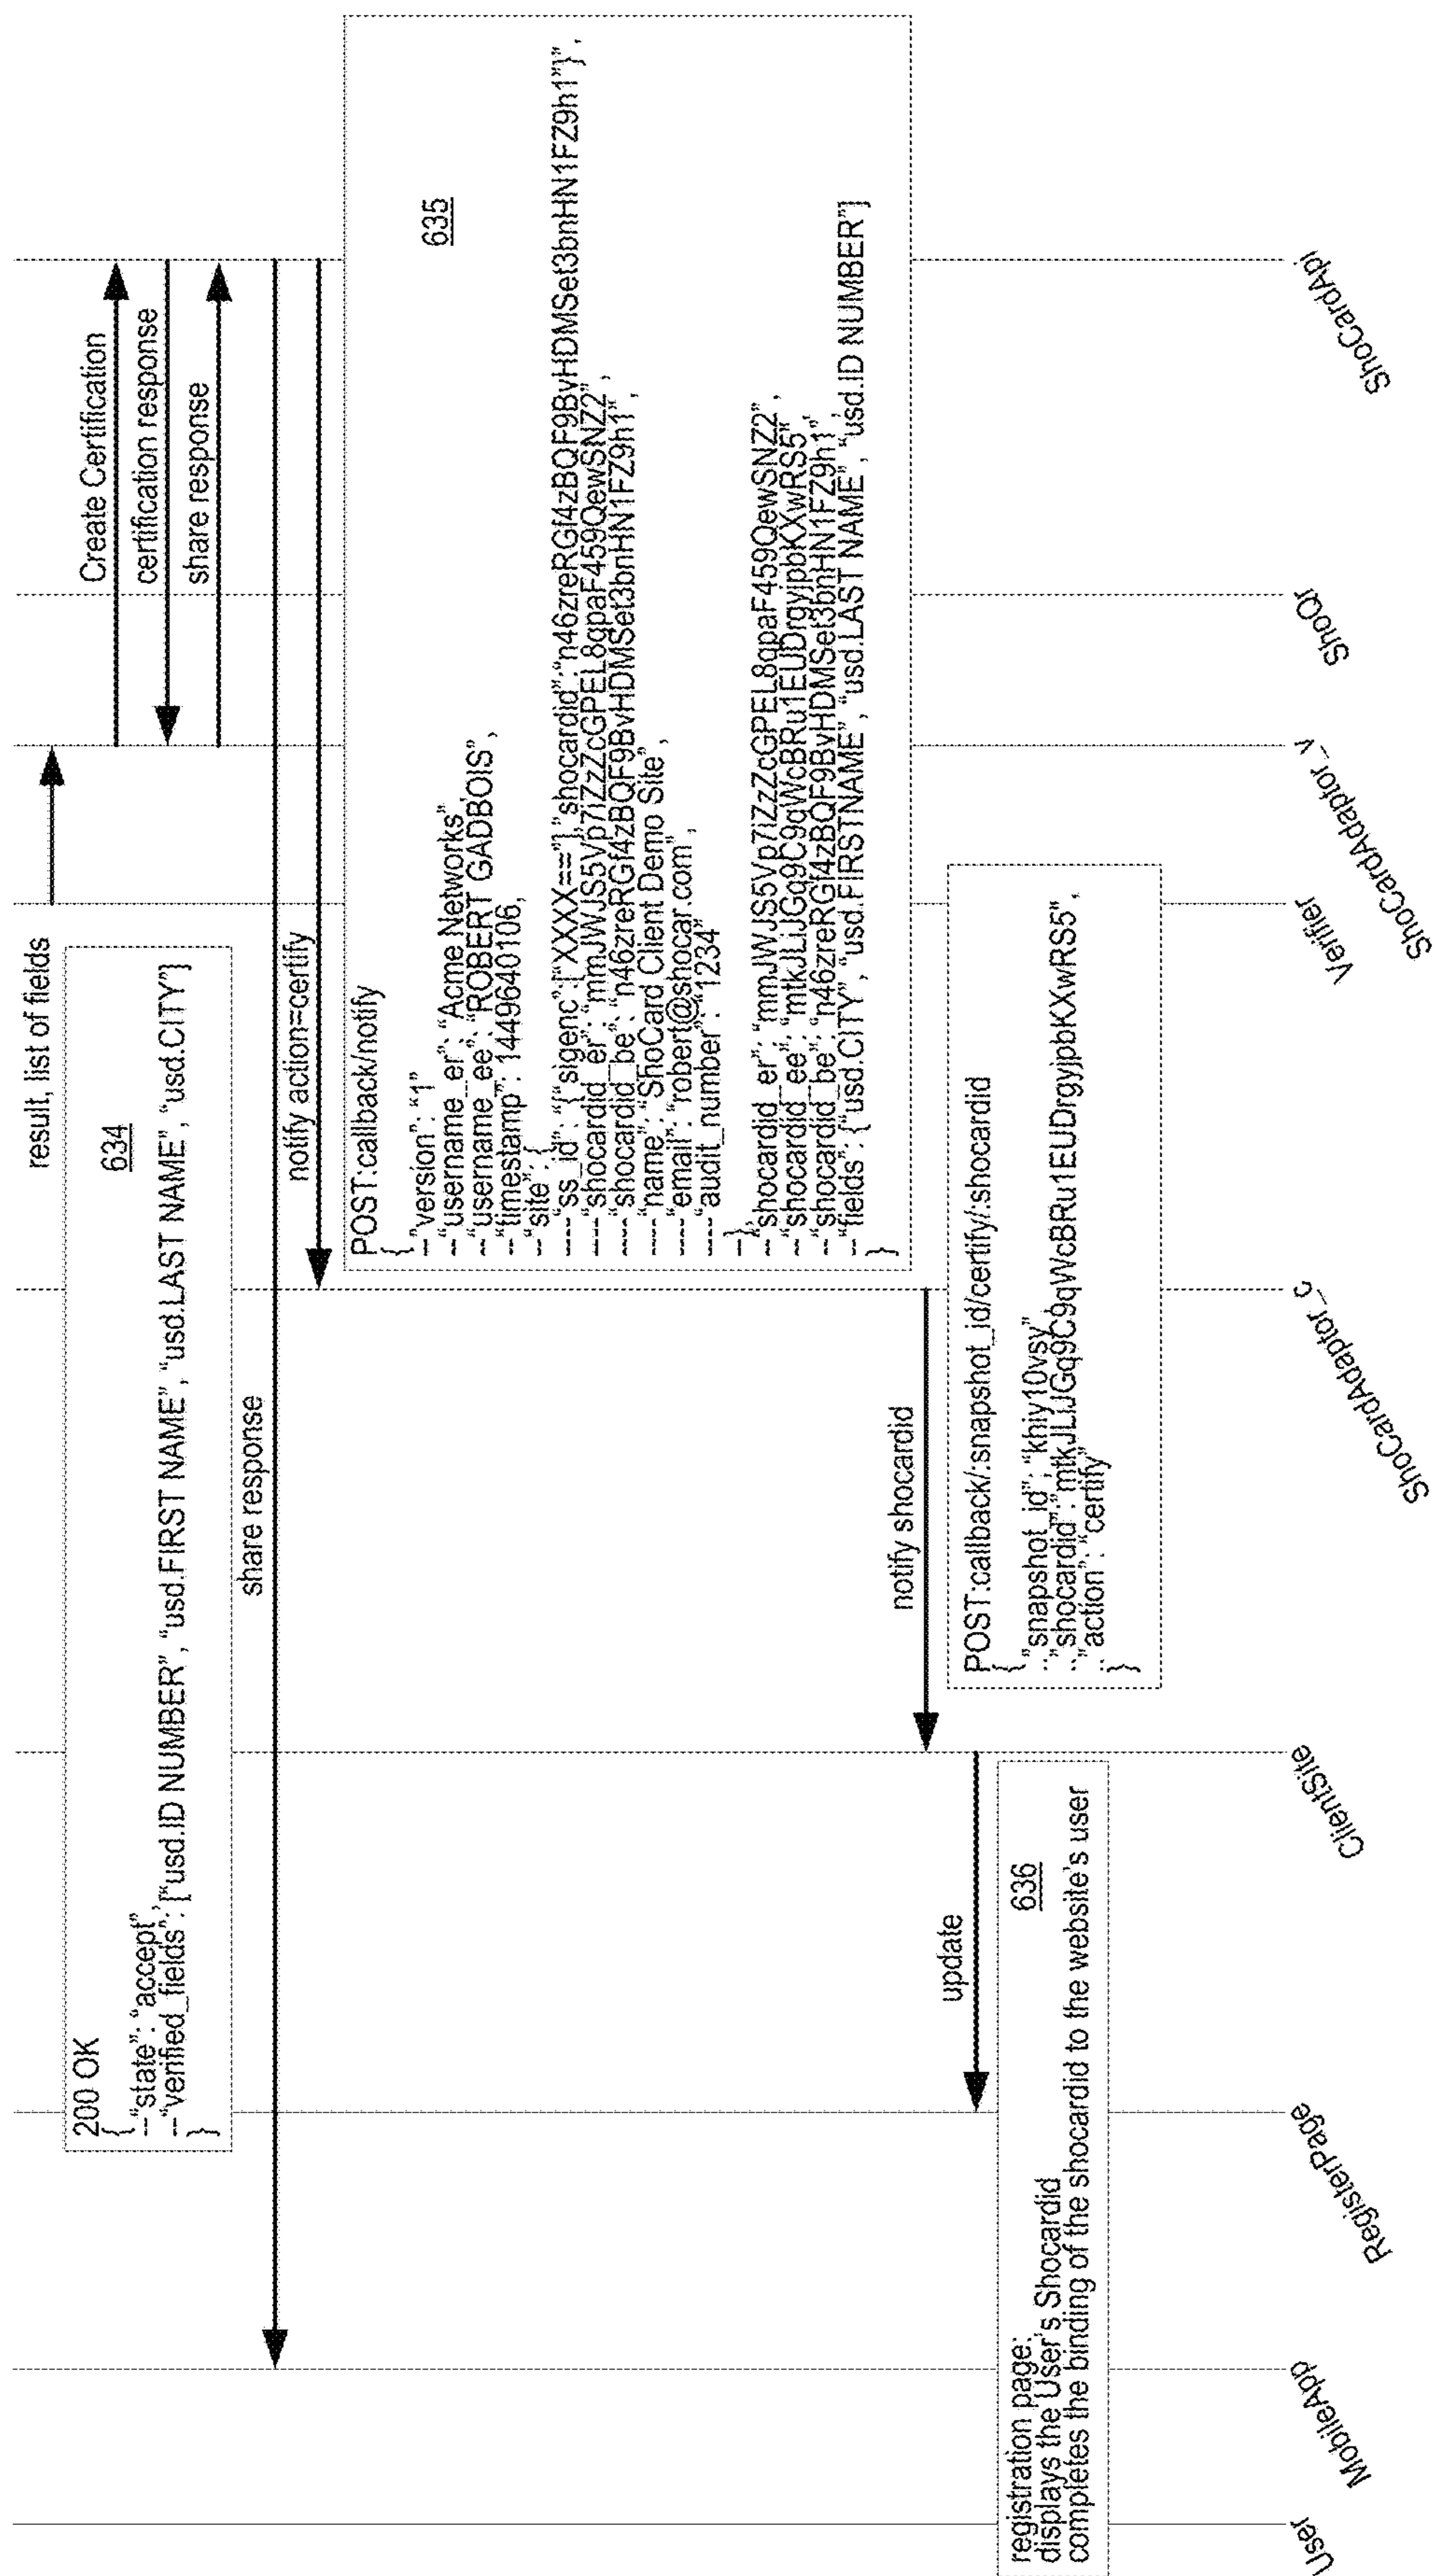 result, list of fields
200 OK
634
{
--"state": "accept",
--"verified_fields": ["usd.ID NUMBER", "usd.FIRST NAME", "usd.LAST NAME", "usd.CITY"]
}
Create Certification
certification response
share response
share response
notify action=certify
POST:callback/notify
{
635
--"version": "1"
--"username_er": "Acme Networks"
--"username_ee": "ROBERT GADBOIS",
--"timestamp": 1449640106,
--"site": {
----"ss_id": "{"sigenc":["XXXX=="],"shocardid":"n46zreRGf4zBQF9BvHDMSet3bnHN1FZ9h1"}",
----"shocardid_er": "mmJWJS5Vp7iZzZcGPEL8qpaF459QewSNZ2",
----"shocardid_be": "n46zreRGf4zBQF9BvHDMSet3bnHN1FZ9h1",
----"name": "ShoCard Client Demo Site",
----"email": "robert@shocar.com",
----"audit_number": "1234"
--},
--"shocardid_er": "mmJWJS5Vp7iZzZcGPEL8qpaF459QewSNZ2",
--"shocardid_ee": "mtkJLiJGq9C9qWcBRu1EUDrgyjpbKXwRS5",
--"shocardid_be": "n46zreRGf4zBQF9BvHDMSet3bnHN1FZ9h1",
--"fields": {"usd.CITY", "usd.FIRSTNAME", "usd.LAST NAME", "usd.ID NUMBER"]
}
notify shocardid
POST:callback/:snapshot_id/certify/:shocardid
{
--"snapshot_id": "khiy10vsy",
--"shocardid": "mtkJLiJGq9C9qWcBRu1EUDrgyjpbKXwRS5",
--"action": "certify"
}
update
636
registration page:
displays the User's Shocardid
completes the binding of the shocardid to the website's user
User
MobileApp
RegisterPage
ClientSite
ShoCardAdaptor_c
Verifier
ShoCardAdaptor_v
ShoQr
ShoCardApi